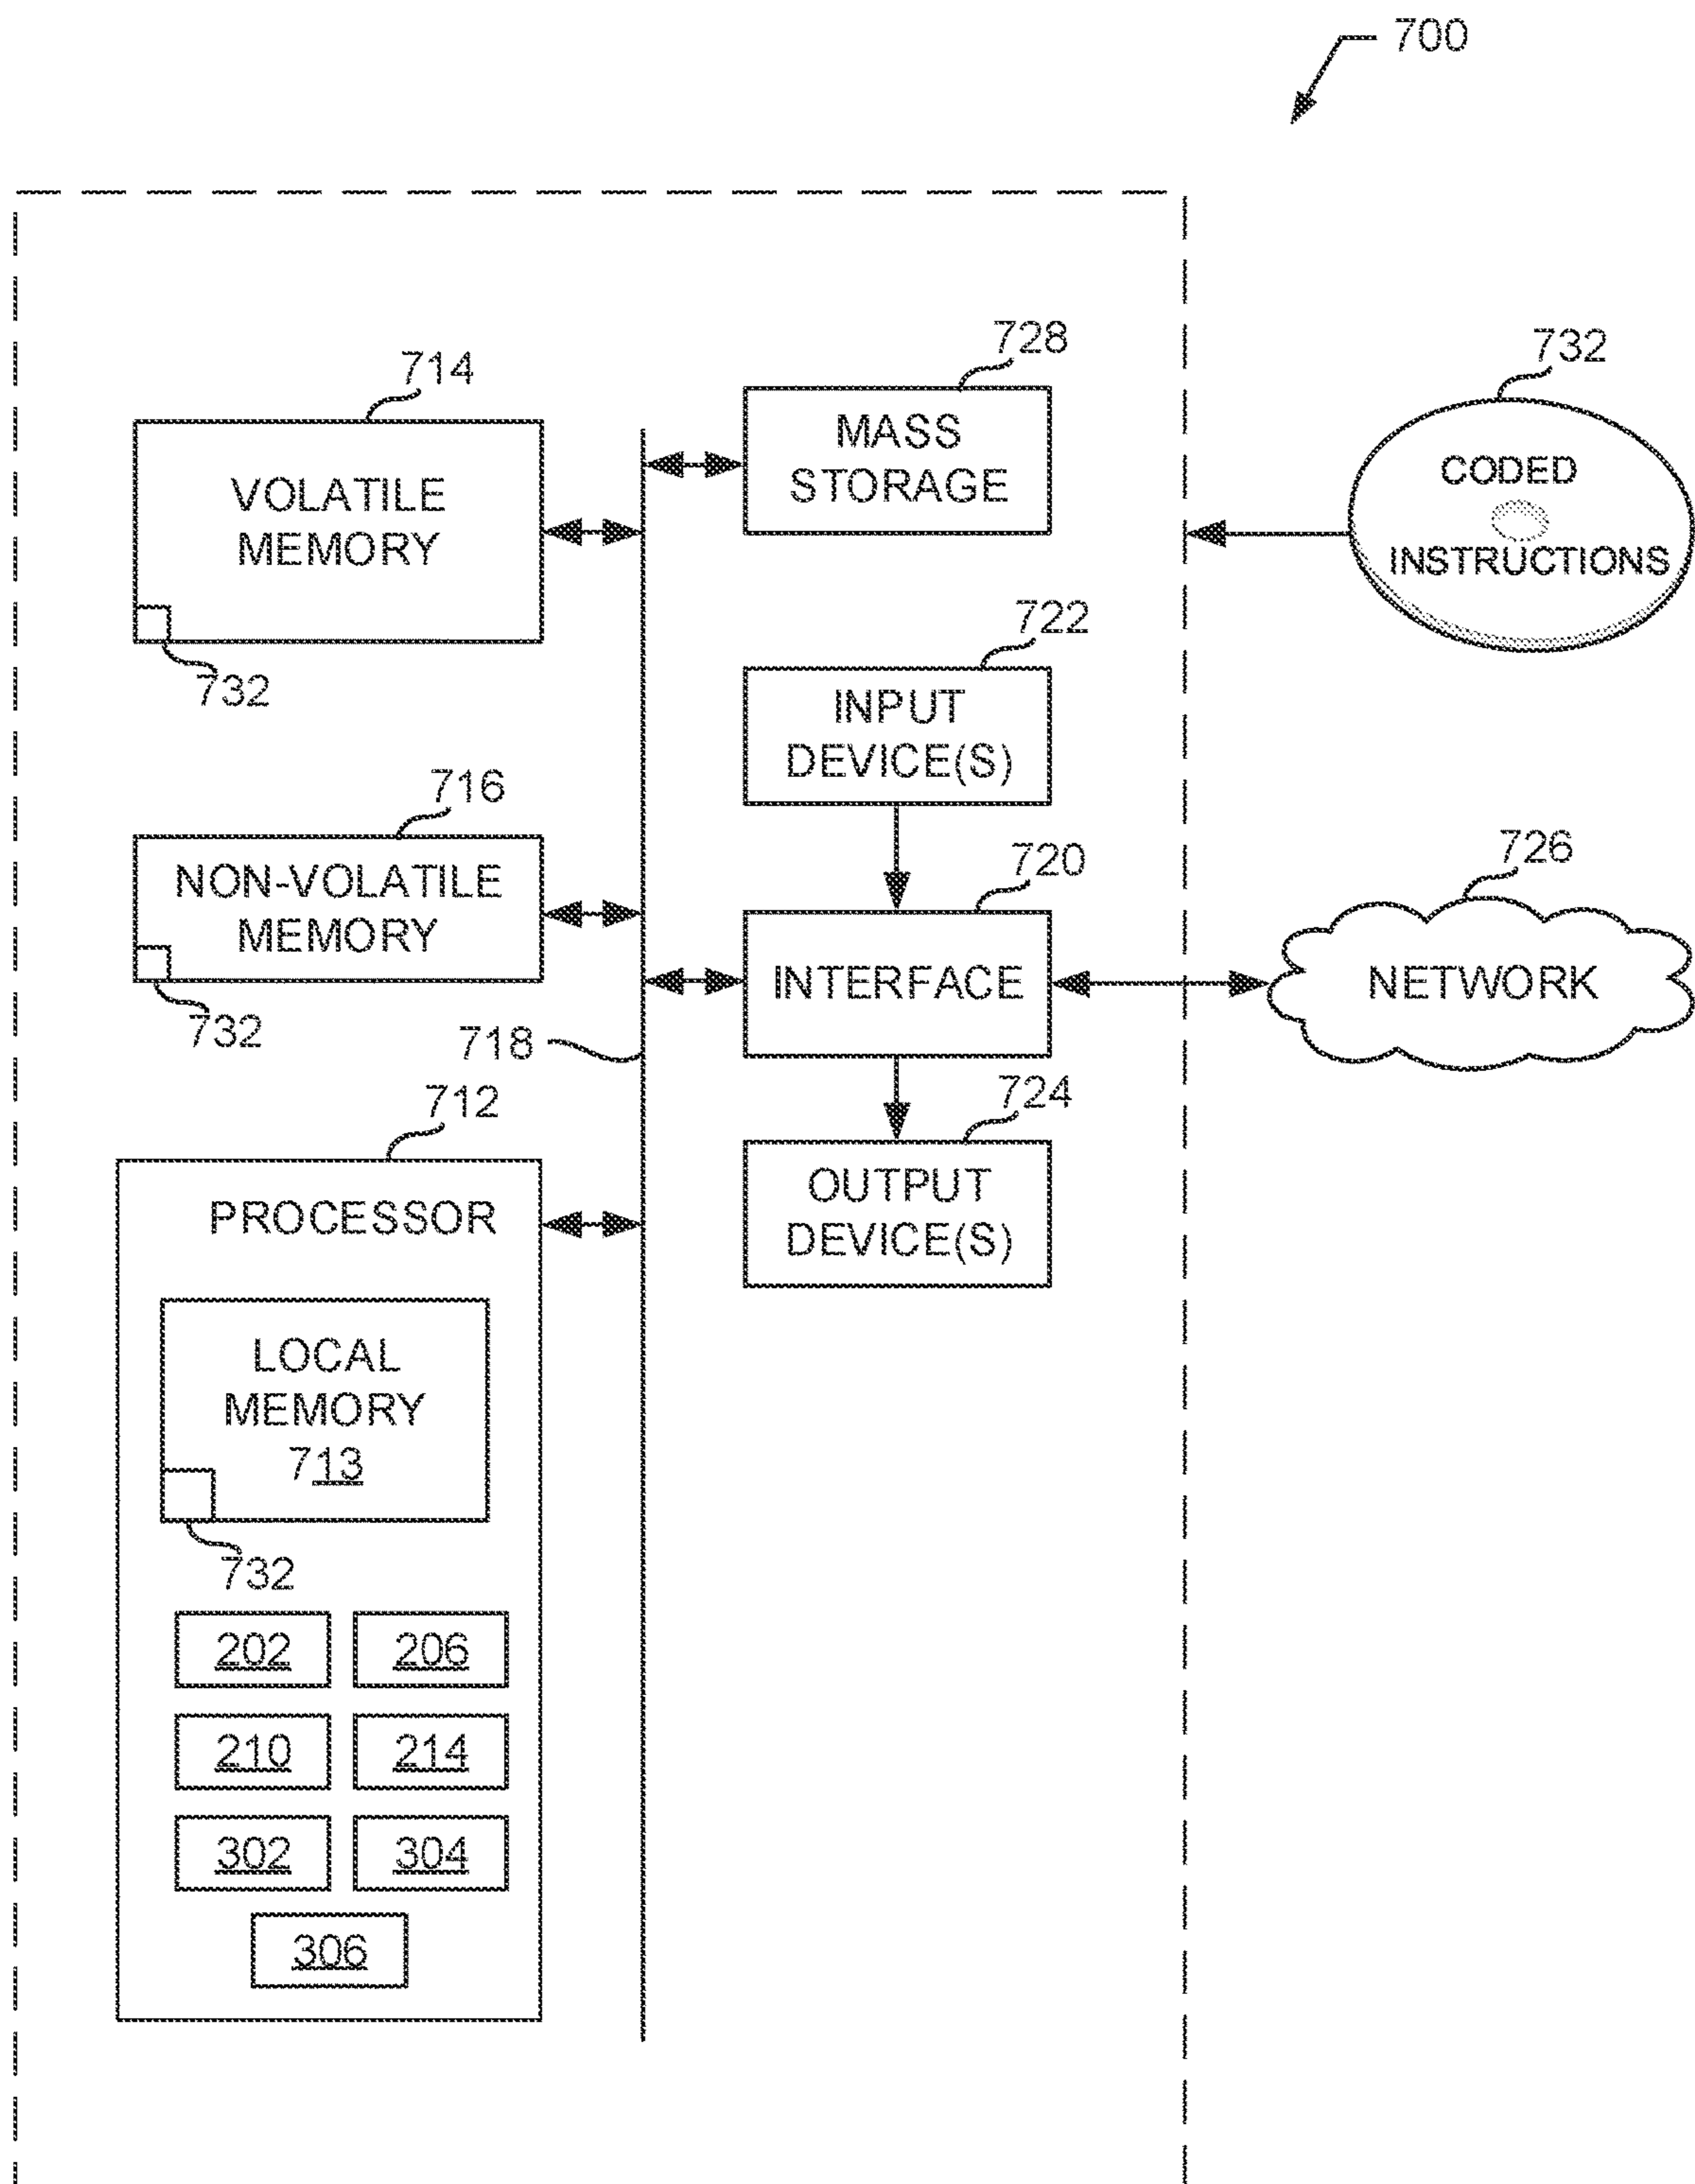 700
728
732
714
MASS
STORAGE
CODED
INSTRUCTIONS
VOLATILE
MEMORY
732
722
INPUT
DEVICE(S)
716
720
726
NON-VOLATILE
MEMORY
732
INTERFACE
NETWORK
718
712
724
PROCESSOR
OUTPUT
DEVICE(S)
LOCAL
MEMORY
713
732
202
206
210
214
302
304
306